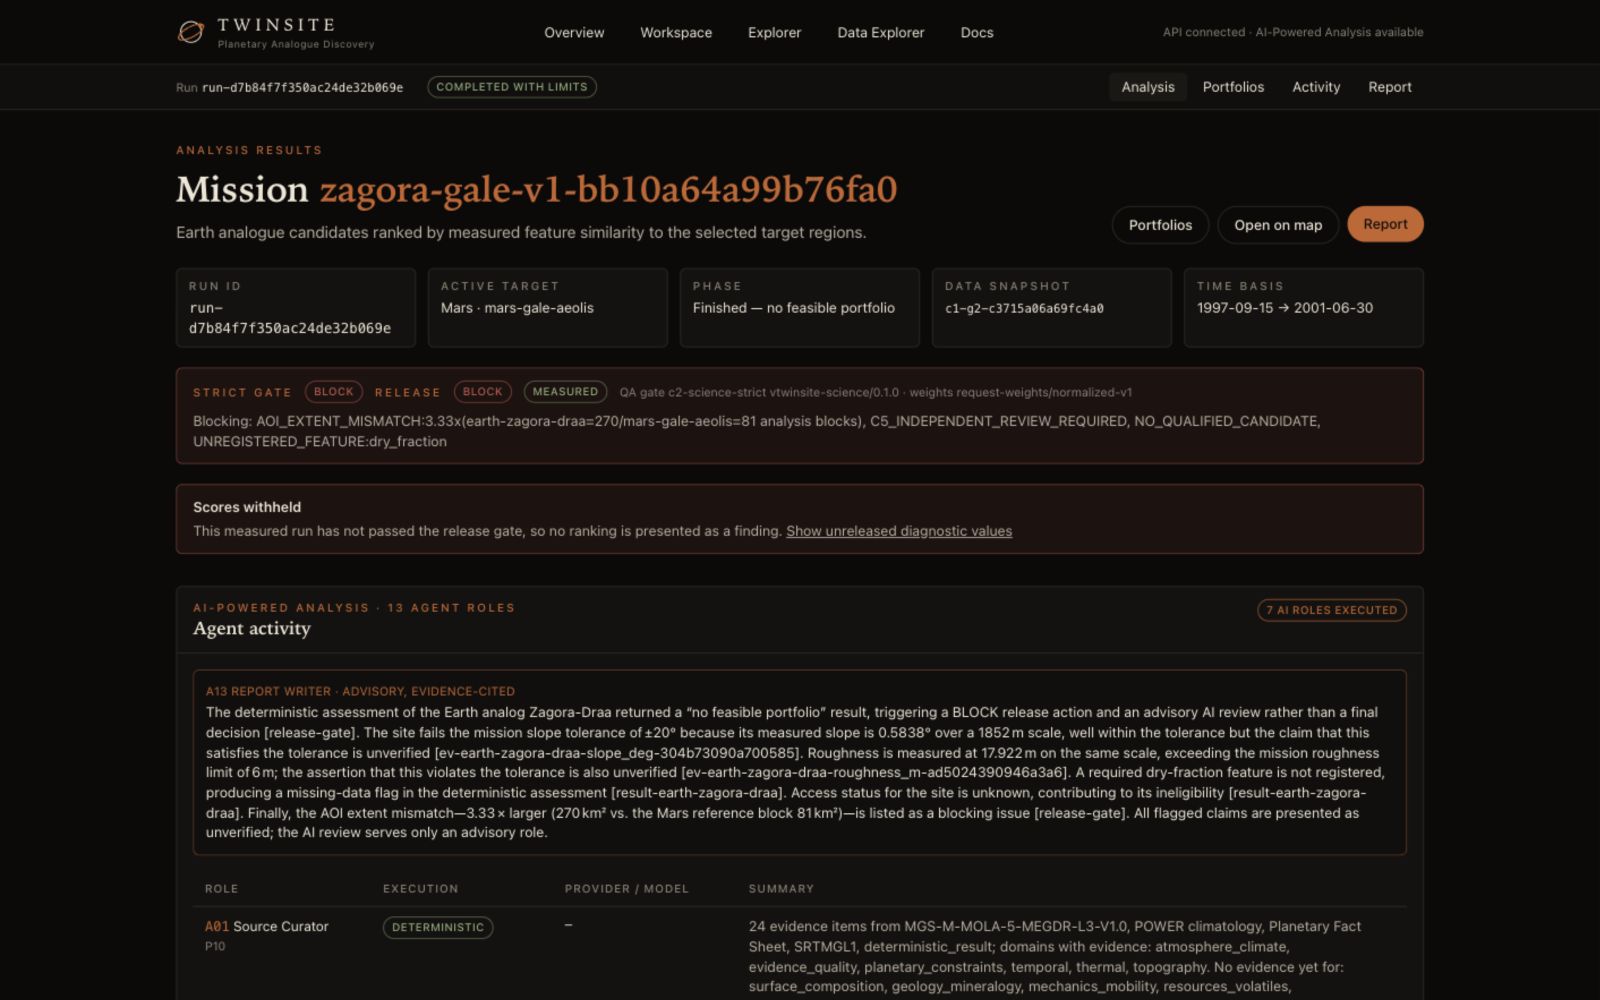 TWINSITE
Planetary Analogue Discovery
Overview
Workspace
Explorer
Data Explorer
Docs
API connected · AI-Powered Analysis available
Run run-d7b84f7f350ac24de32b069e
COMPLETED WITH LIMITS
Analysis
Portfolios
Activity
Report
ANALYSIS RESULTS
Mission zagora-gale-v1-bb10a64a99b76fa0
Earth analogue candidates ranked by measured feature similarity to the selected target regions.
Portfolios
Open on map
Report
RUN ID
run-
d7b84f7f350ac24de32b069e
ACTIVE TARGET
Mars · mars-gale-aeolis
PHASE
Finished — no feasible portfolio
DATA SNAPSHOT
c1-g2-c3715a06a69fc4a0
TIME BASIS
1997-09-15 → 2001-06-30
STRICT GATE BLOCK RELEASE BLOCK MEASURED QA gate c2-science-strict vtwinsite-science/0.1.0 · weights request-weights/normalized-v1
Blocking: AOI_EXTENT_MISMATCH:3.33x(earth-zagora-draa=270/mars-gale-aeolis=81 analysis blocks), C5_INDEPENDENT_REVIEW_REQUIRED, NO_QUALIFIED_CANDIDATE,
UNREGISTERED_FEATURE:dry_fraction
Scores withheld
This measured run has not passed the release gate, so no ranking is presented as a finding. Show unreleased diagnostic values
AI-POWERED ANALYSIS · 13 AGENT ROLES
Agent activity
7 AI ROLES EXECUTED
A13 REPORT WRITER · ADVISORY, EVIDENCE-CITED
The deterministic assessment of the Earth analog Zagora-Draa returned a “no feasible portfolio” result, triggering a BLOCK release action and an advisory AI review rather than a final
decision [release-gate]. The site fails the mission slope tolerance of ±20° because its measured slope is 0.5838° over a 1852 m scale, well within the tolerance but the claim that this
satisfies the tolerance is unverified [ev-earth-zagora-draa-slope_deg-304b73090a700585]. Roughness is measured at 17.922 m on the same scale, exceeding the mission roughness
limit of 6 m; the assertion that this violates the tolerance is also unverified [ev-earth-zagora-draa-roughness_m-ad5024390946a3a6]. A required dry-fraction feature is not registered,
producing a missing-data flag in the deterministic assessment [result-earth-zagora-draa]. Access status for the site is unknown, contributing to its ineligibility [result-earth-zagora-
draa]. Finally, the AOI extent mismatch—3.33 × larger (270 km² vs. the Mars reference block 81 km²)—is listed as a blocking issue [release-gate]. All flagged claims are presented as
unverified; the AI review serves only an advisory role.
ROLE
EXECUTION
PROVIDER / MODEL
SUMMARY
A01 Source Curator
P10
DETERMINISTIC
–
24 evidence items from MGS-M-MOLA-5-MEGDR-L3-V1.0, POWER climatology, Planetary Fact
Sheet, SRTMGL1, deterministic_result; domains with evidence: atmosphere_climate,
evidence_quality, planetary_constraints, temporal, thermal, topography. No evidence yet for:
surface_composition, geology_mineralogy, mechanics_mobility, resources_volatiles,